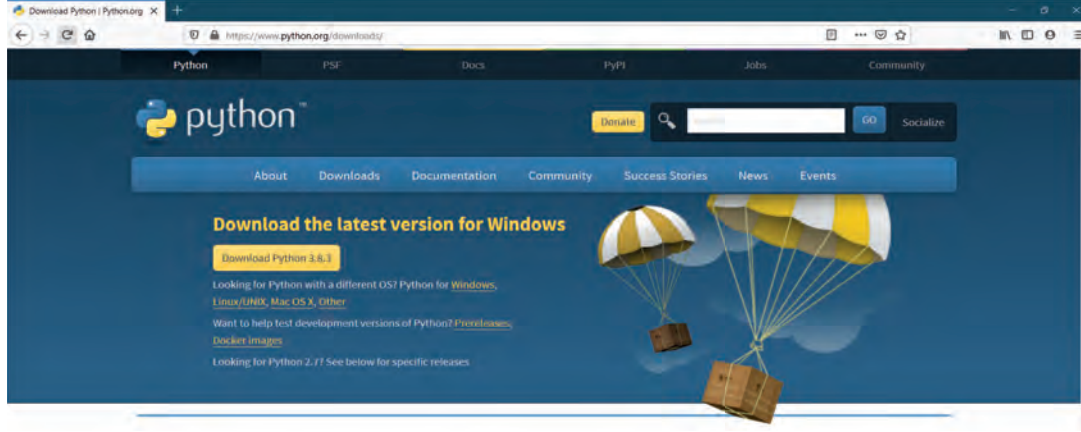 Download Python | Python.org
https://www.python.org/downloads/
Python PSF Docs PyPI Jobs Community
python™
Donate GO Socialize
About Downloads Documentation Community Success Stories News Events
Download the latest version for Windows
Download Python 3.8.3
Looking for Python with a different OS? Python for Windows,
Linux/UNIX, Mac OS X, Other
Want to help test development versions of Python? Prereleases,
Docker images
Looking for Python 2.7? See below for specific releases